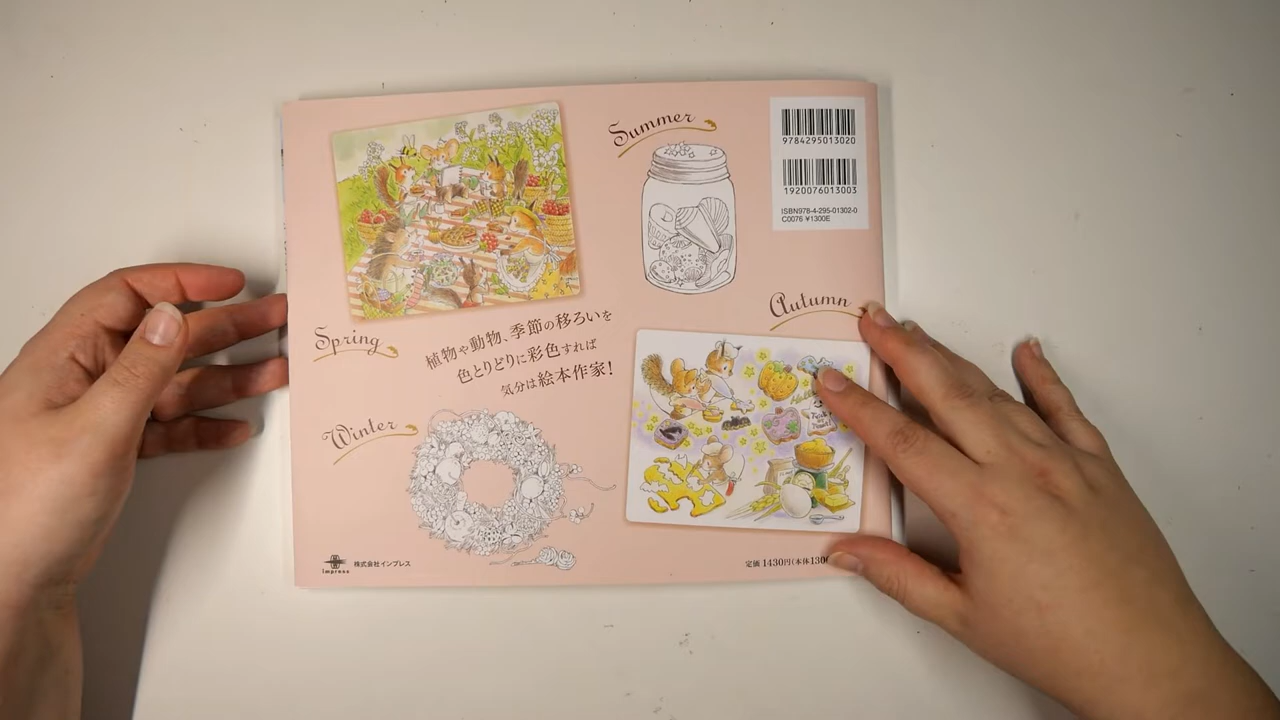 Summer
9784295013020
1920076013003
ISBN978-4-295-01302-0
C0076 ¥1300E
Autumn
Spring
植物や動物、季節の移ろいを
色とりどりに彩色すれば
気分は絵本作家!
Winter
impress
株式会社インプレス
定価 1430円(本体130